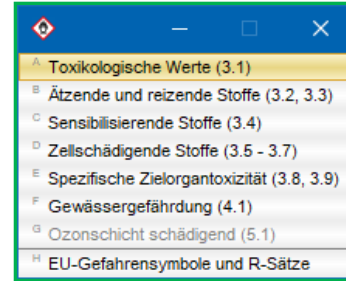 A Toxikologische Werte (3.1)
B Ätzende und reizende Stoffe (3.2, 3.3)
C Sensibilisierende Stoffe (3.4)
D Zellschädigende Stoffe (3.5 - 3.7)
E Spezifische Zielorgantoxizität (3.8, 3.9)
F Gewässergefährdung (4.1)
G Ozonschicht schädigend (5.1)
H EU-Gefahrensymbole und R-Sätze